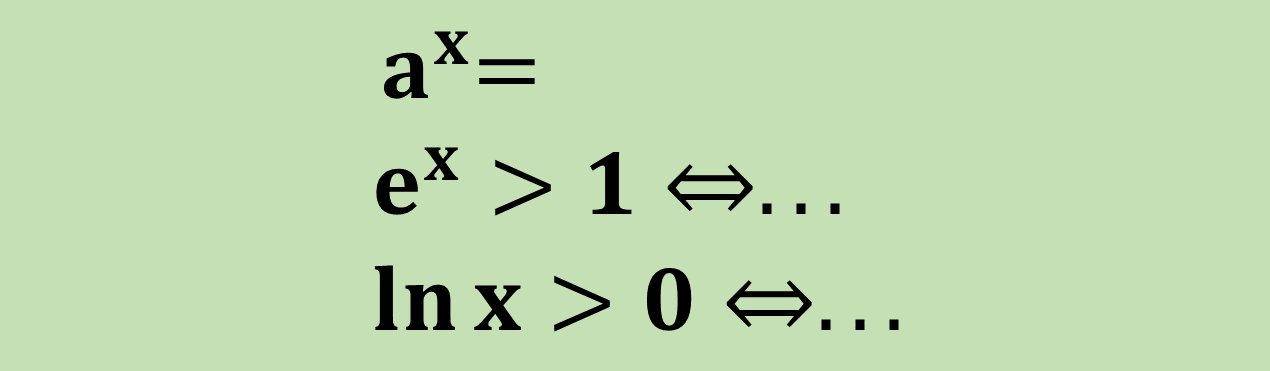 aˣ=
eˣ > 1 ⇔...
ln x > 0 ⇔...